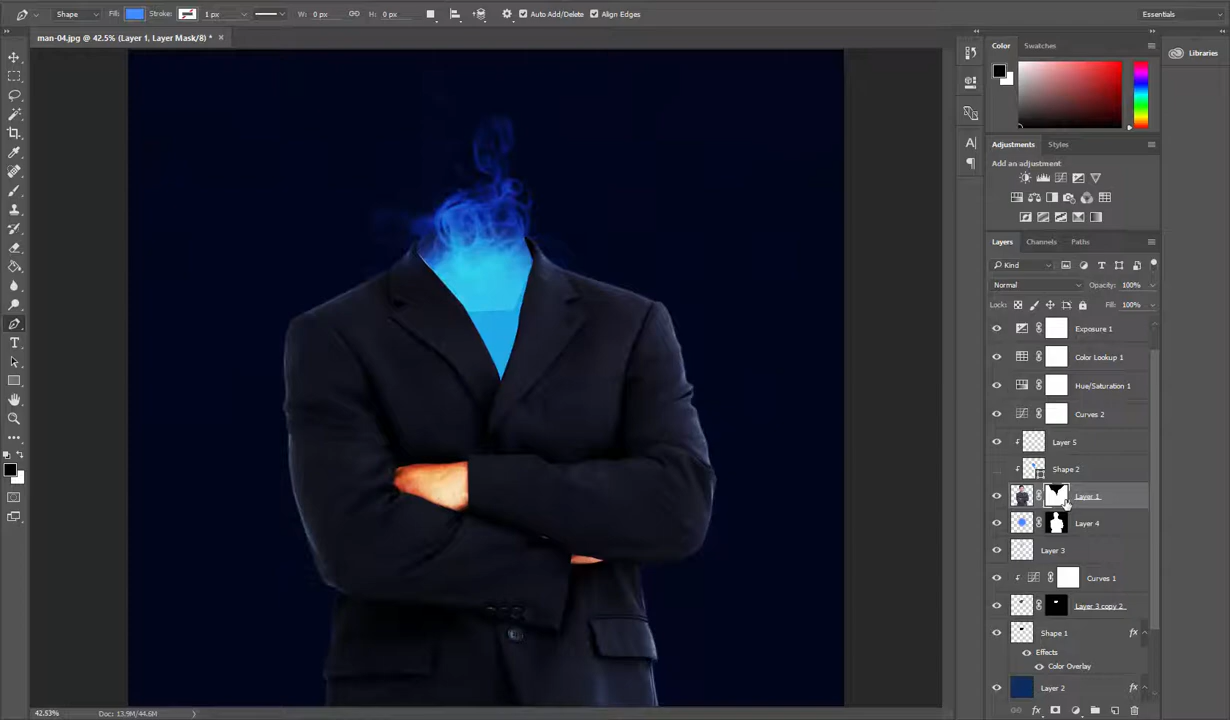 Shape Fill: Stroke: 1 px W: 0 px H: 0 px Auto Add/Delete Align Edges Essentials
man-04.jpg @ 42.5% (Layer 1, Layer Mask/8) * ×
Color Swatches
Libraries
Adjustments Styles
Add an adjustment
Layers Channels Paths
Kind
Normal Opacity: 100%
Lock: Fill: 100%
Exposure 1
Color Lookup 1
Hue/Saturation 1
Curves 2
Layer 5
Shape 2
Layer 1
Layer 4
Layer 3
Curves 1
Layer 3 copy 2
Shape 1 fx
Effects
Color Overlay
Layer 2 fx
42.53% Doc: 13.9M/44.6M
fx